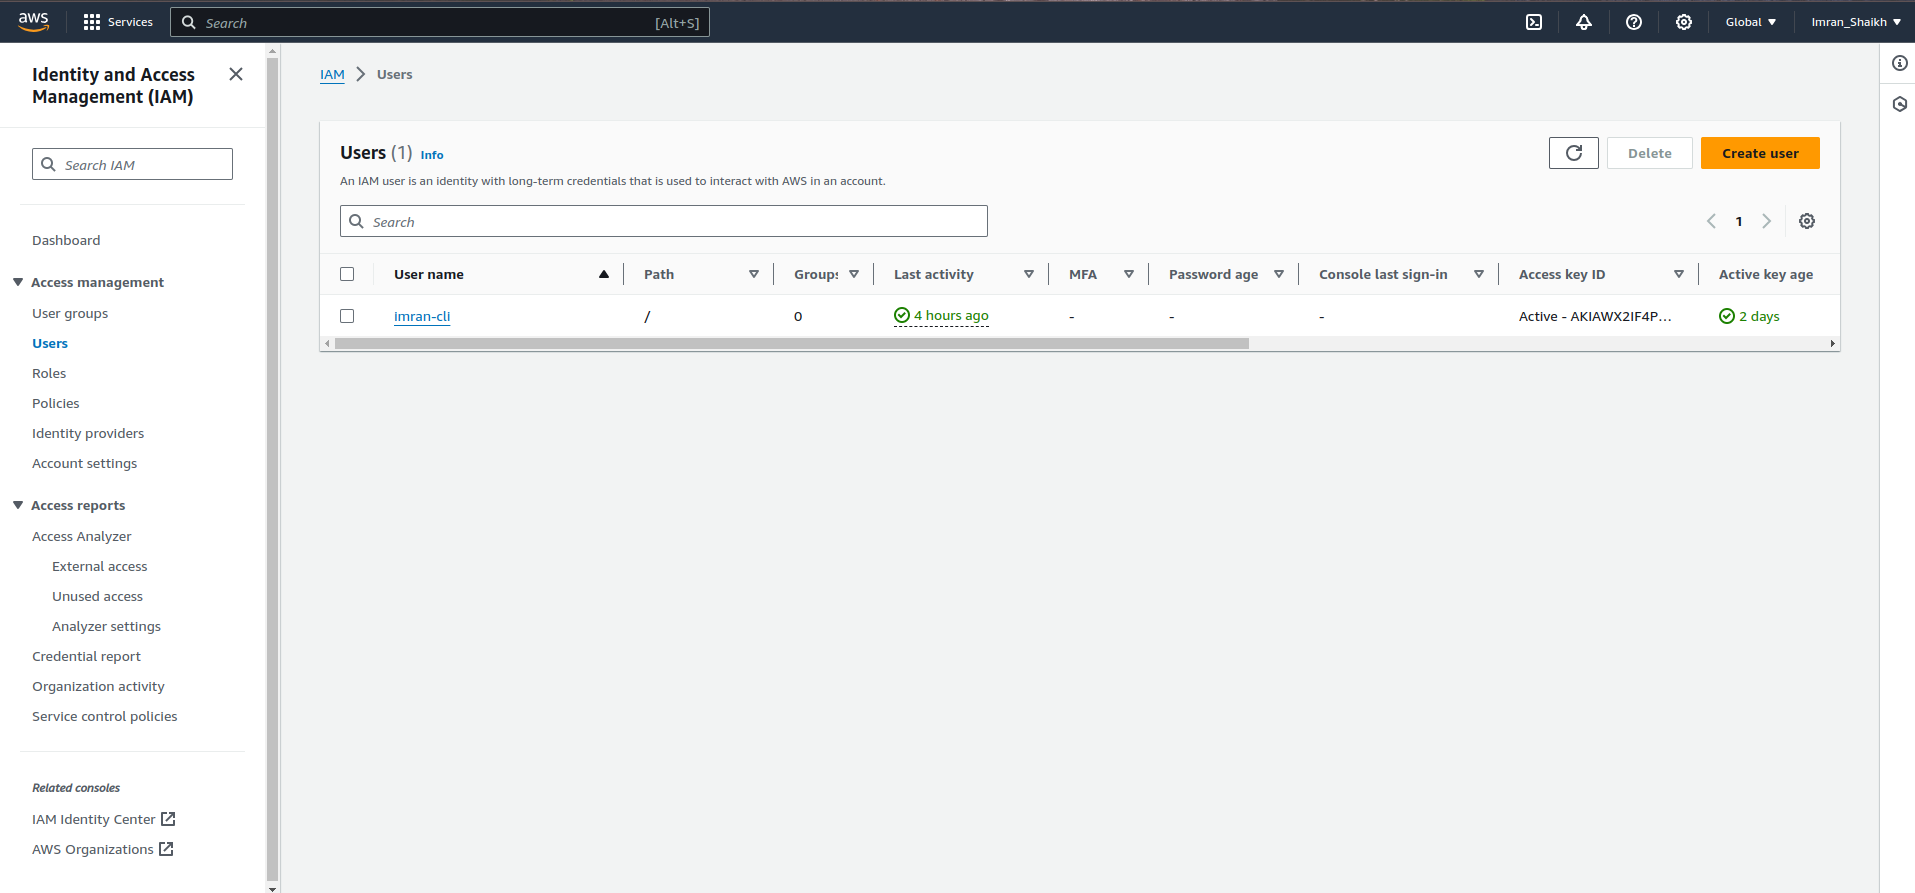 aws
Services
Search
[Alt+S]
Global
Imran_Shaikh
Identity and Access
Management (IAM)
Search IAM
Dashboard
Access management
User groups
Users
Roles
Policies
Identity providers
Account settings
Access reports
Access Analyzer
External access
Unused access
Analyzer settings
Credential report
Organization activity
Service control policies
Related consoles
IAM Identity Center
AWS Organizations
IAM > Users
Users (1) Info
Delete
Create user
An IAM user is an identity with long-term credentials that is used to interact with AWS in an account.
Search
1
User name Path Groups Last activity MFA Password age Console last sign-in Access key ID Active key age
imran-cli / 0 4 hours ago - - - Active - AKIAWX2IF4P... 2 days